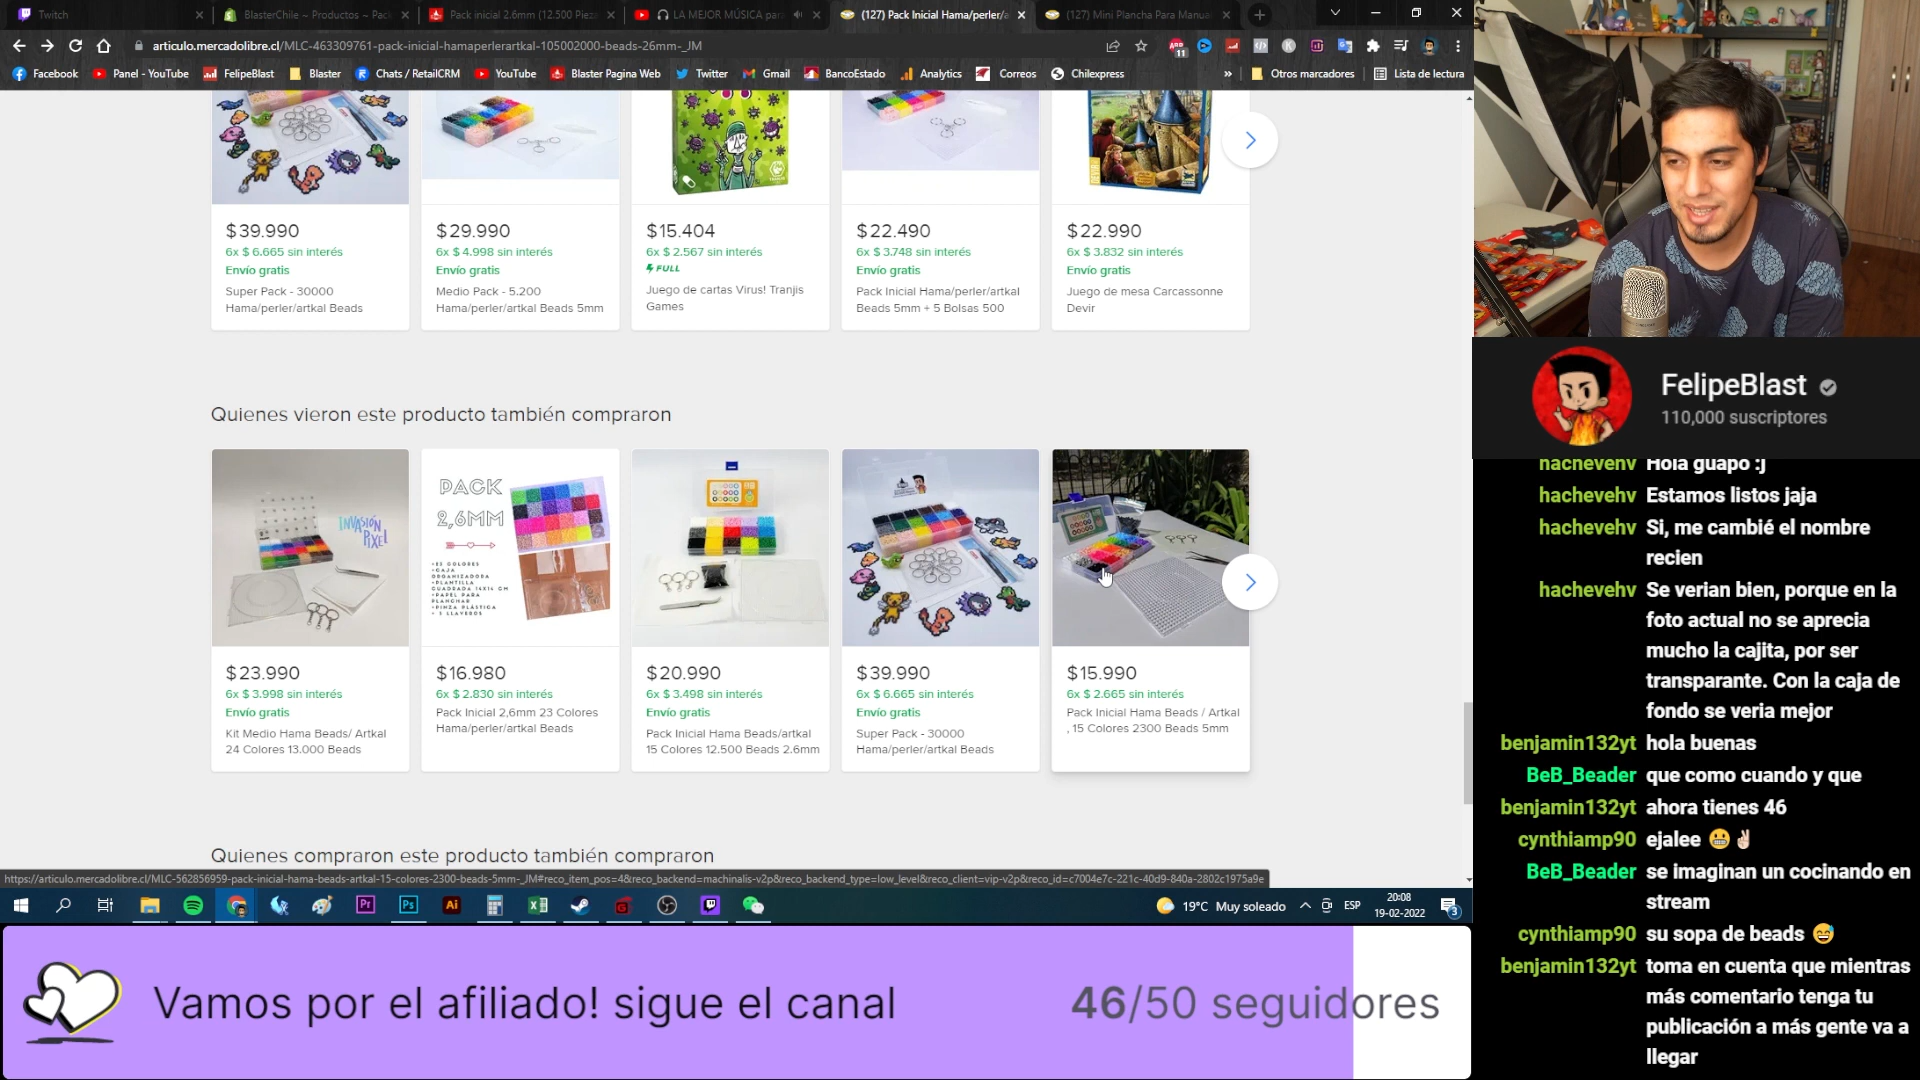 Twitch
BlasterChile ~ Productos ~ Pack
Pack inicial 2.6mm (12.500 Pieza
LA MEJOR MÚSICA para
(127) Pack Inicial Hama/perler/a
(127) Mini Plancha Para Manual
articulo.mercadolibre.cl/MLC-463309761-pack-inicial-hamaperlerartkal-105002000-beads-26mm-_JM
11
Facebook
Panel - YouTube
FelipeBlast
Blaster
Chats / RetailCRM
YouTube
Blaster Pagina Web
Twitter
Gmail
BancoEstado
Analytics
Correos
Chilexpress
»
Otros marcadores
Lista de lectura
$39.990
6x $6.665 sin interés
Envío gratis
Super Pack - 30000
Hama/perler/artkal Beads
$29.990
6x $4.998 sin interés
Envío gratis
Medio Pack - 5.200
Hama/perler/artkal Beads 5mm
$15.404
6x $2.567 sin interés
FULL
Juego de cartas Virus! Tranjis
Games
$22.490
6x $3.748 sin interés
Envío gratis
Pack Inicial Hama/perler/artkal
Beads 5mm + 5 Bolsas 500
$22.990
6x $3.832 sin interés
Envío gratis
Juego de mesa Carcassonne
Devir
Quienes vieron este producto también compraron
INVASIÓN
PIXEL
PACK
2,6MM
$23.990
6x $3.998 sin interés
Envío gratis
Kit Medio Hama Beads/ Artkal
24 Colores 13.000 Beads
$16.980
6x $2.830 sin interés
Pack Inicial 2,6mm 23 Colores
Hama/perler/artkal Beads
$20.990
6x $3.498 sin interés
Envío gratis
Pack Inicial Hama Beads/artkal
15 Colores 12.500 Beads 2.6mm
$39.990
6x $6.665 sin interés
Envío gratis
Super Pack - 30000
Hama/perler/artkal Beads
$15.990
6x $2.665 sin interés
Pack Inicial Hama Beads / Artkal
, 15 Colores 2300 Beads 5mm
Quienes compraron este producto también compraron
https://articulo.mercadolibre.cl/MLC-562856959-pack-inicial-hama-beads-artkal-15-colores-2300-beads-5mm-_JM#reco_item_pos=4&reco_backend=machinalis-v2p&reco_backend_type=low_level&reco_client=vip-v2p&reco_id=c7004e7c-221c-40d9-840a-2802c1975a9e
19°C Muy soleado
ESP
20:08
19-02-2022
3
Vamos por el afiliado! sigue el canal
46/50 seguidores
FelipeBlast
110,000 suscriptores
hachevehv Hola guapo :j
hachevehv Estamos listos jaja
hachevehv Si, me cambié el nombre
recien
hachevehv Se verian bien, porque en la
foto actual no se aprecia
mucho la cajita, por ser
transparante. Con la caja de
fondo se veria mejor
benjamin132yt hola buenas
BeB_Beader que como cuando y que
benjamin132yt ahora tienes 46
cynthiamp90 ejalee 😬✌🏻
BeB_Beader se imaginan un cocinando en
stream
cynthiamp90 su sopa de beads 😅
benjamin132yt toma en cuenta que mientras
más comentario tenga tu
publicación a más gente va a
llegar